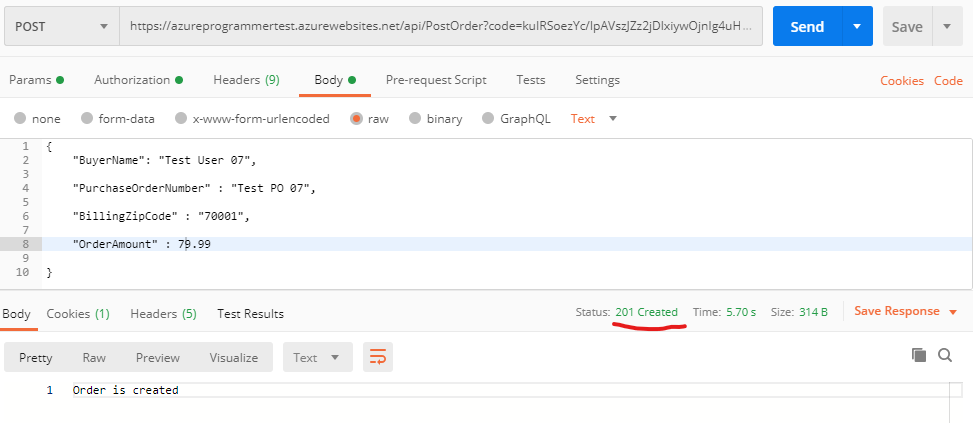 POST https://azureprogrammertest.azurewebsites.net/api/PostOrder?code=kuIRSoezYc/IpAVszJZz2jDIxiywOjnIg4uH... Send Save
Params Authorization Headers (9) Body Pre-request Script Tests Settings Cookies Code
none form-data x-www-form-urlencoded raw binary GraphQL Text
1 {
2 "BuyerName": "Test User 07",
3
4 "PurchaseOrderNumber" : "Test PO 07",
5
6 "BillingZipCode" : "70001",
7
8 "OrderAmount" : 79.99
9
10 }
Body Cookies (1) Headers (5) Test Results Status: 201 Created Time: 5.70 s Size: 314 B Save Response
Pretty Raw Preview Visualize Text
1 Order is created